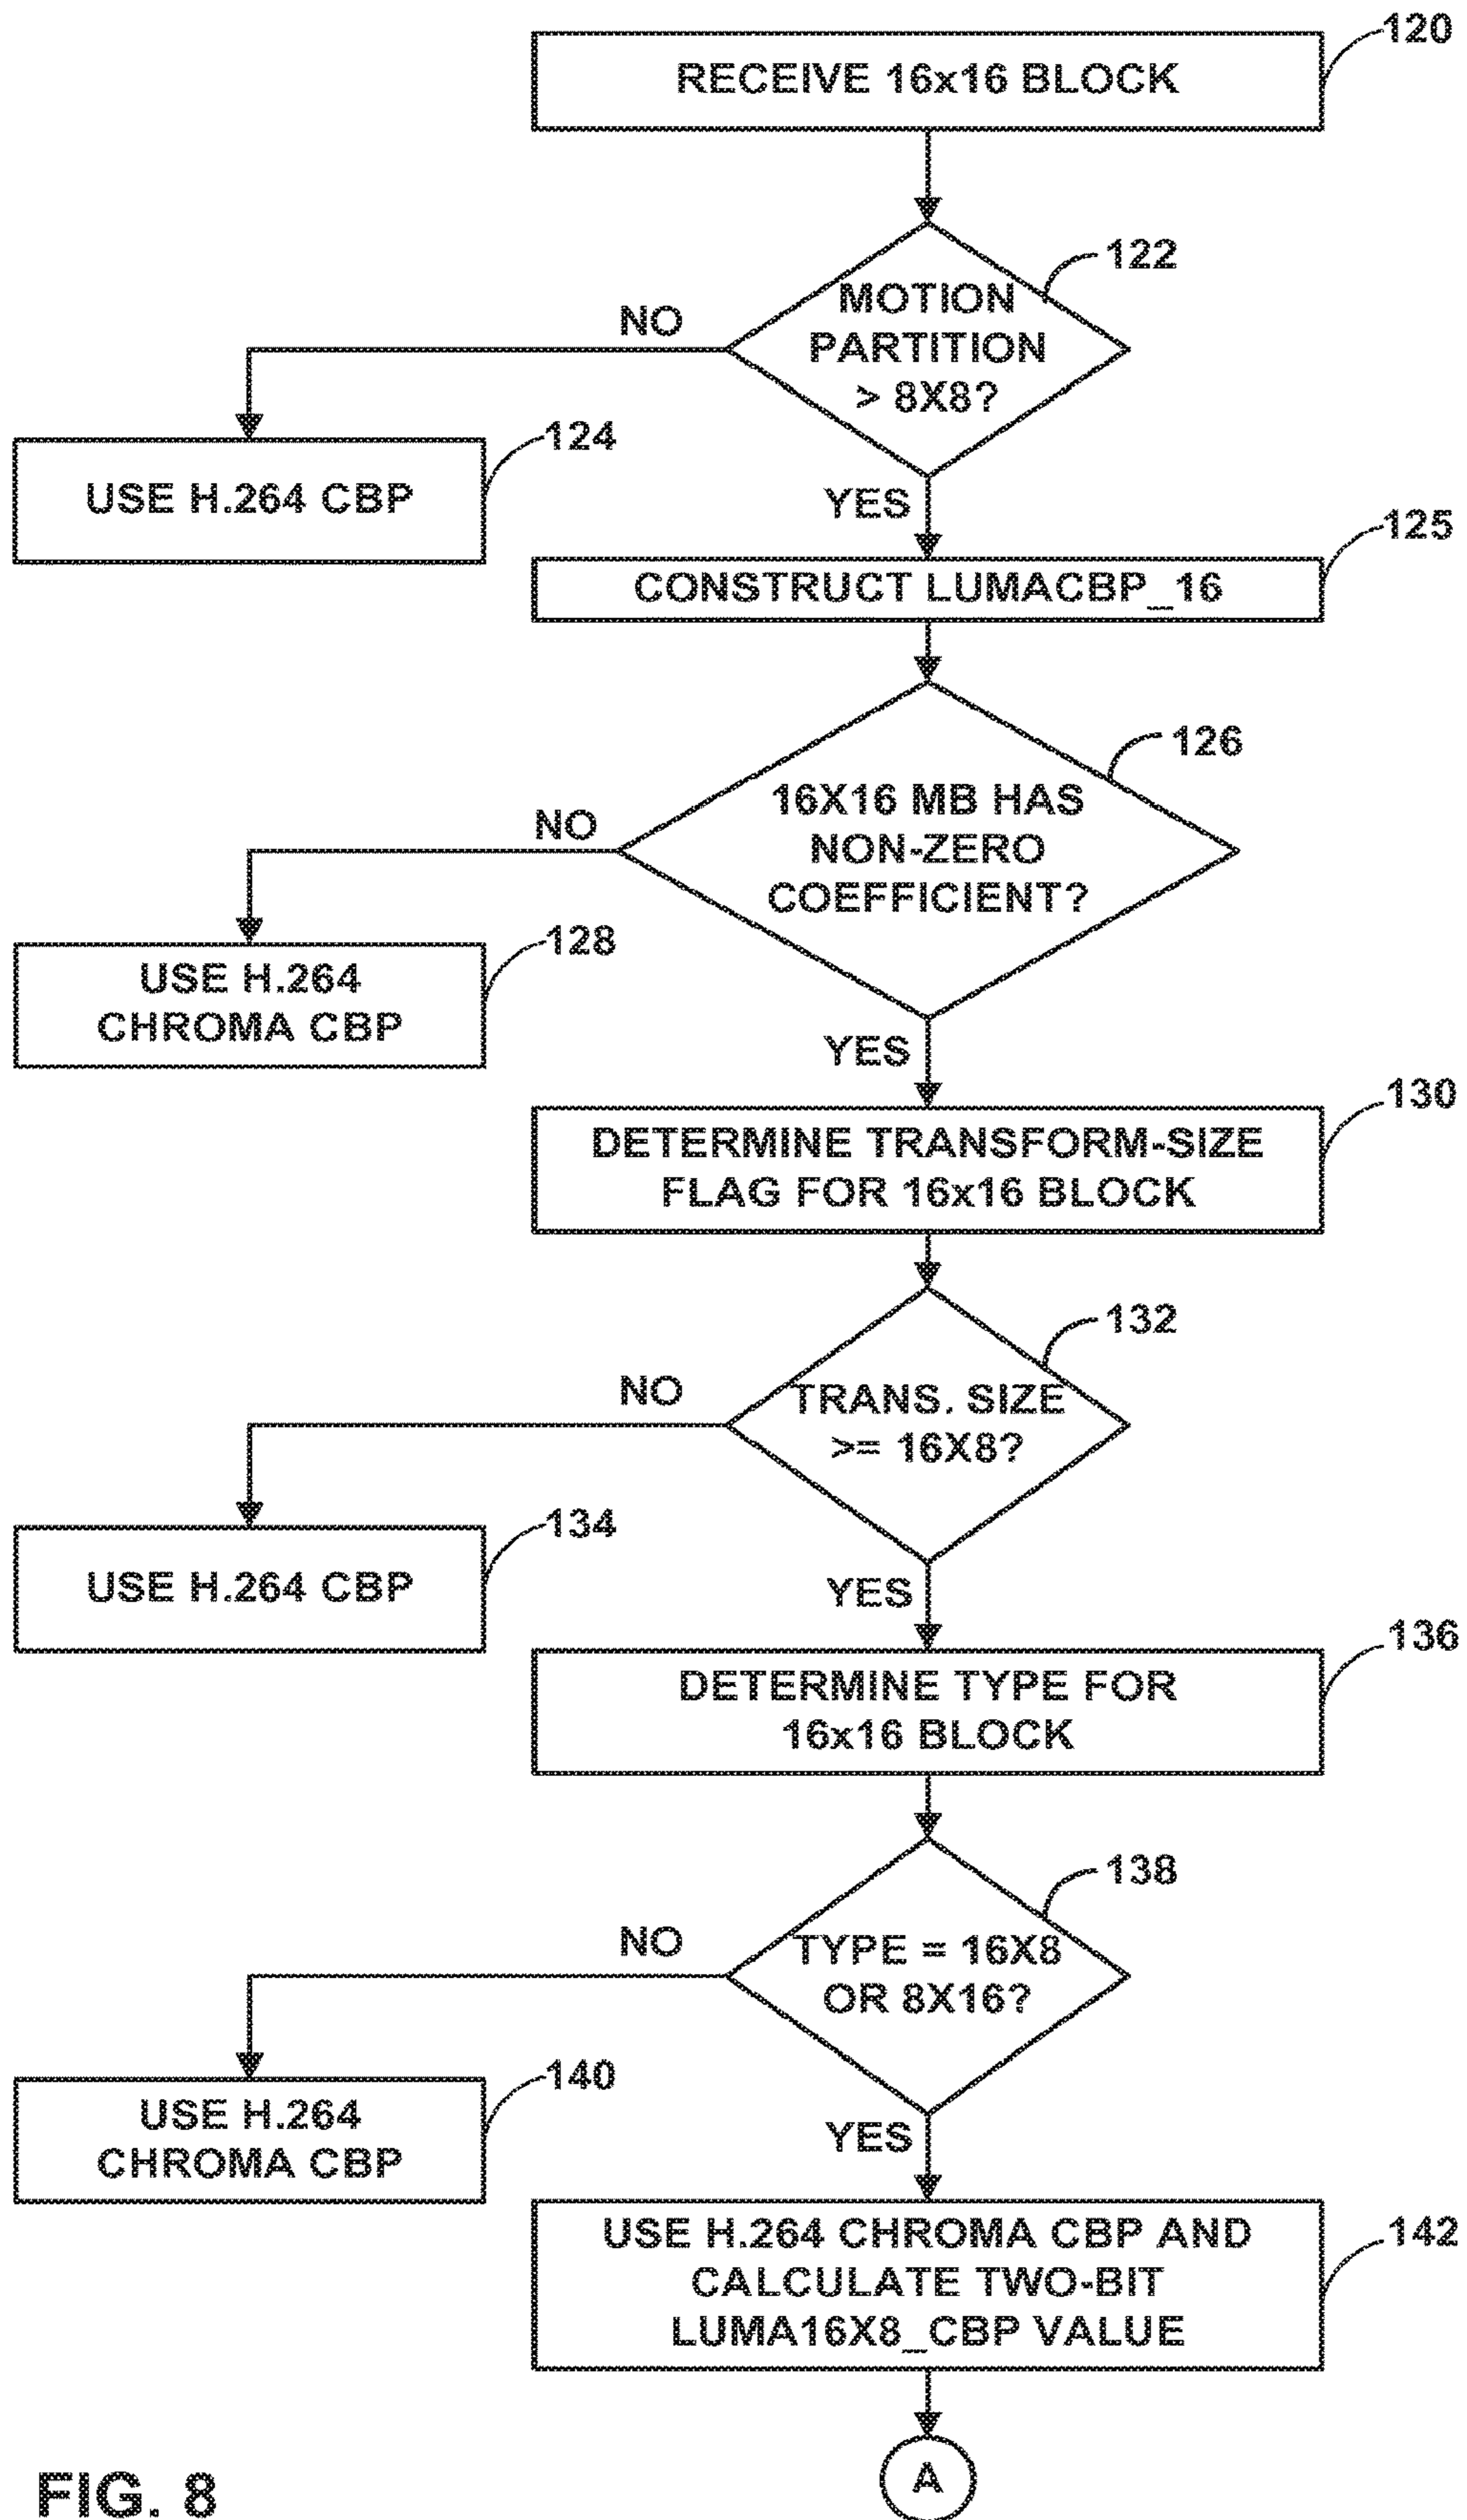 120
RECEIVE 16x16 BLOCK
122
MOTION
PARTITION
> 8X8?
NO
124
USE H.264 CBP
YES
125
CONSTRUCT LUMACBP_16
126
16X16 MB HAS
NON-ZERO
COEFFICIENT?
NO
128
USE H.264
CHROMA CBP
YES
130
DETERMINE TRANSFORM-SIZE
FLAG FOR 16x16 BLOCK
132
TRANS. SIZE
>= 16X8?
NO
134
USE H.264 CBP
YES
136
DETERMINE TYPE FOR
16x16 BLOCK
138
TYPE = 16X8
OR 8X16?
NO
140
USE H.264
CHROMA CBP
YES
142
USE H.264 CHROMA CBP AND
CALCULATE TWO-BIT
LUMA16X8_CBP VALUE
A
FIG. 8